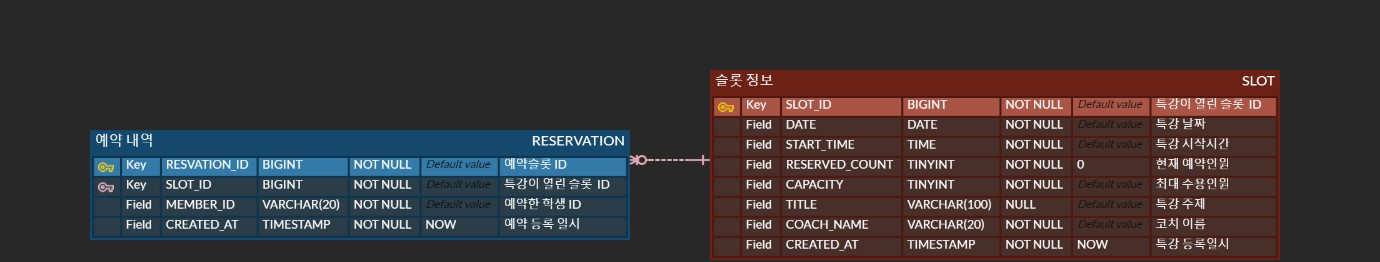 예약 내역 RESERVATION
Key RESVATION_ID BIGINT NOT NULL Default value 예약슬롯 ID
Key SLOT_ID BIGINT NOT NULL Default value 특강이 열린 슬롯 ID
Field MEMBER_ID VARCHAR(20) NOT NULL Default value 예약한 학생 ID
Field CREATED_AT TIMESTAMP NOT NULL NOW 예약 등록 일시
슬롯 정보 SLOT
Key SLOT_ID BIGINT NOT NULL Default value 특강이 열린 슬롯 ID
Field DATE DATE NOT NULL Default value 특강 날짜
Field START_TIME TIME NOT NULL Default value 특강 시작시간
Field RESERVED_COUNT TINYINT NOT NULL 0 현재 예약인원
Field CAPACITY TINYINT NOT NULL Default value 최대 수용인원
Field TITLE VARCHAR(100) NULL Default value 특강 주제
Field COACH_NAME VARCHAR(20) NOT NULL Default value 코치 이름
Field CREATED_AT TIMESTAMP NOT NULL NOW 특강 등록일시